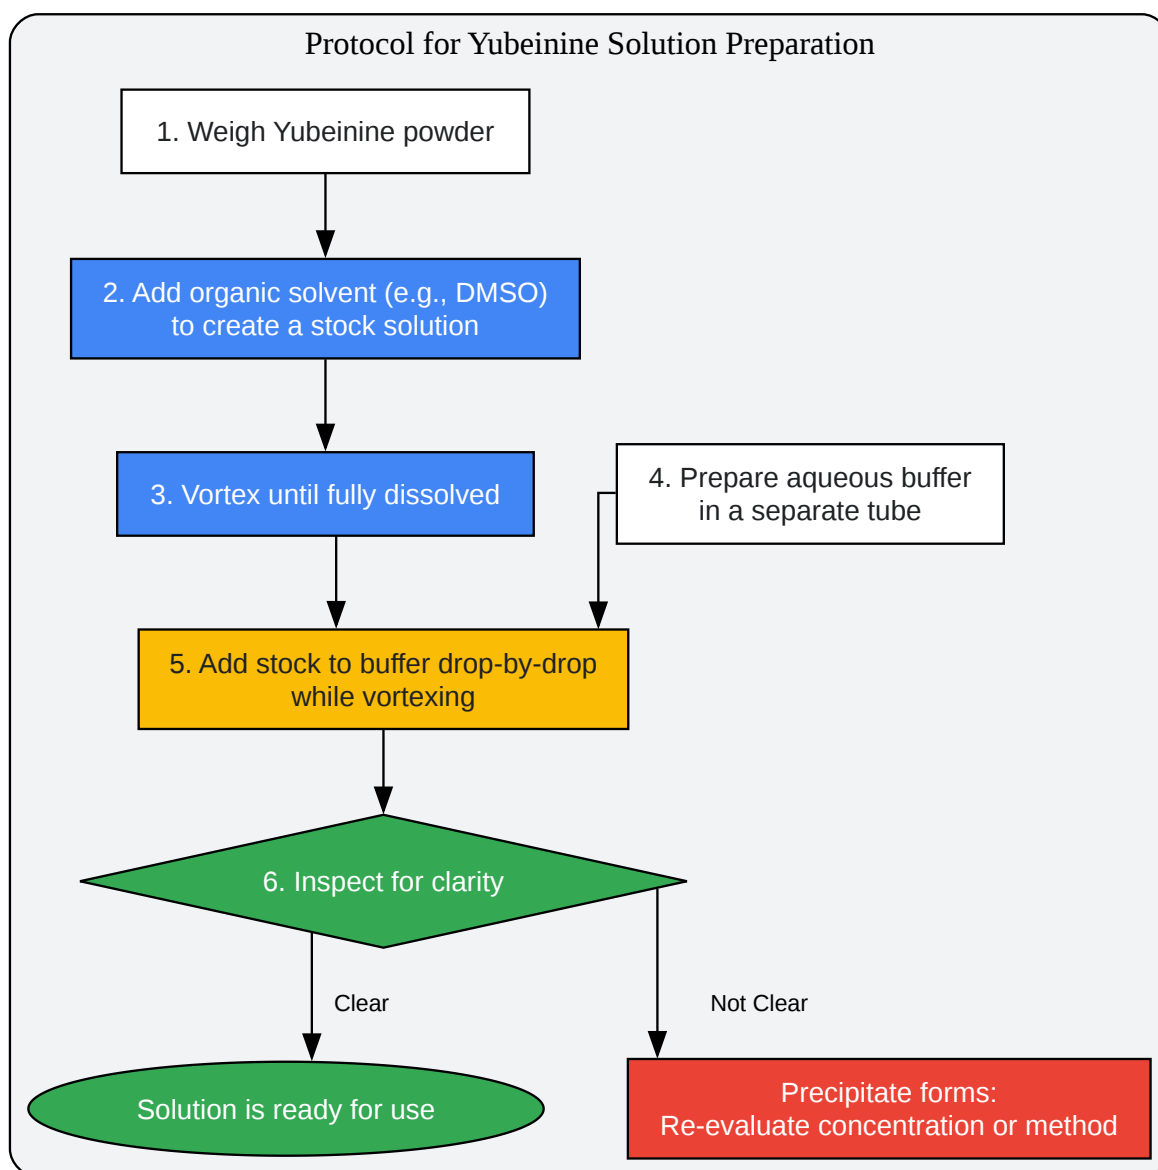 Protocol for Yubeinine Solution Preparation
1. Weigh Yubeinine powder
2. Add organic solvent (e.g., DMSO)
to create a stock solution
3. Vortex until fully dissolved
4. Prepare aqueous buffer
in a separate tube
5. Add stock to buffer drop-by-drop
while vortexing
6. Inspect for clarity
Clear
Not Clear
Solution is ready for use
Precipitate forms:
Re-evaluate concentration or method